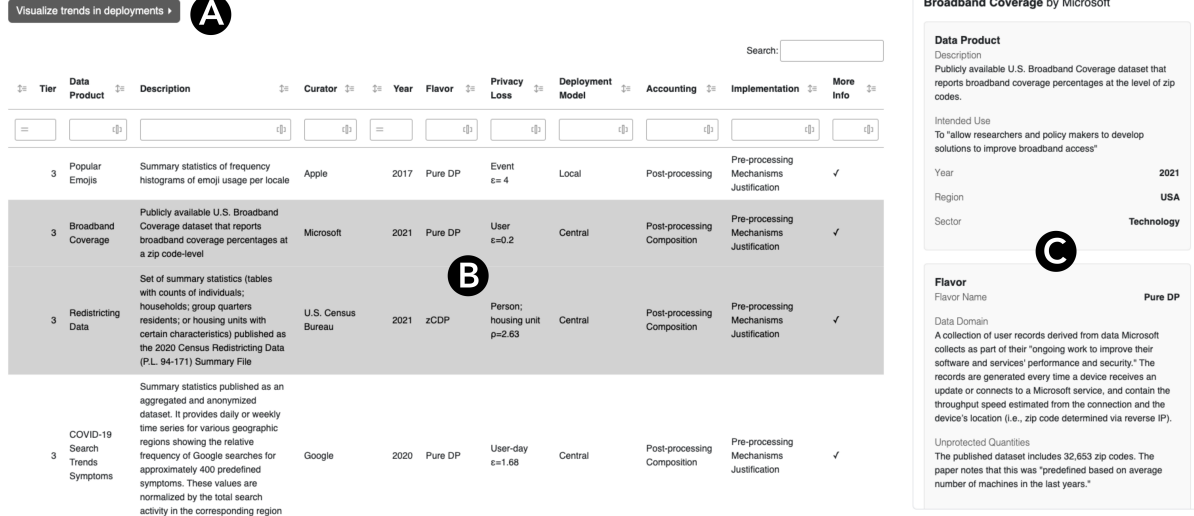 Visualize trends in deployments
A
Search:
Tier
Data
Product
Description
Curator
Year
Flavor
Privacy
Loss
Deployment
Model
Accounting
Implementation
More
Info
=
=
3
Popular
Emojis
Summary statistics of frequency
histograms of emoji usage per locale
Apple
2017
Pure DP
Event
ε= 4
Local
Post-processing
Pre-processing
Mechanisms
Justification
✓
3
Broadband
Coverage
Publicly available U.S. Broadband
Coverage dataset that reports
broadband coverage percentages at
a zip code-level
Microsoft
2021
Pure DP
User
ε=0.2
Central
Post-processing
Composition
Pre-processing
Mechanisms
Justification
✓
B
3
Redistricting
Data
Set of summary statistics (tables
with counts of individuals;
households; group quarters
residents; or housing units with
certain characteristics) published as
the 2020 Census Redistricting Data
(P.L. 94-171) Summary File
U.S. Census
Bureau
2021
zCDP
Person;
housing unit
ρ=2.63
Central
Post-processing
Composition
Pre-processing
Mechanisms
Justification
✓
3
COVID-19
Search
Trends
Symptoms
Summary statistics published as an
aggregated and anonymized
dataset. It provides daily or weekly
time series for various geographic
regions showing the relative
frequency of Google searches for
approximately 400 predefined
symptoms. These values are
normalized by the total search
activity in the corresponding region
Google
2020
Pure DP
User-day
ε=1.68
Central
Post-processing
Composition
Pre-processing
Mechanisms
Justification
✓
Broadband Coverage by Microsoft
Data Product
Description
Publicly available U.S. Broadband Coverage dataset that
reports broadband coverage percentages at the level of zip
codes.
Intended Use
To "allow researchers and policy makers to develop
solutions to improve broadband access"
Year 2021
Region USA
Sector Technology
C
Flavor
Flavor Name Pure DP
Data Domain
A collection of user records derived from data Microsoft
collects as part of their "ongoing work to improve their
software and services' performance and security." The
records are generated every time a device receives an
update or connects to a Microsoft service, and contain the
throughput speed estimated from the connection and the
device's location (i.e., zip code determined via reverse IP).
Unprotected Quantities
The published dataset includes 32,653 zip codes. The
paper notes that this was "predefined based on average
number of machines in the last years."